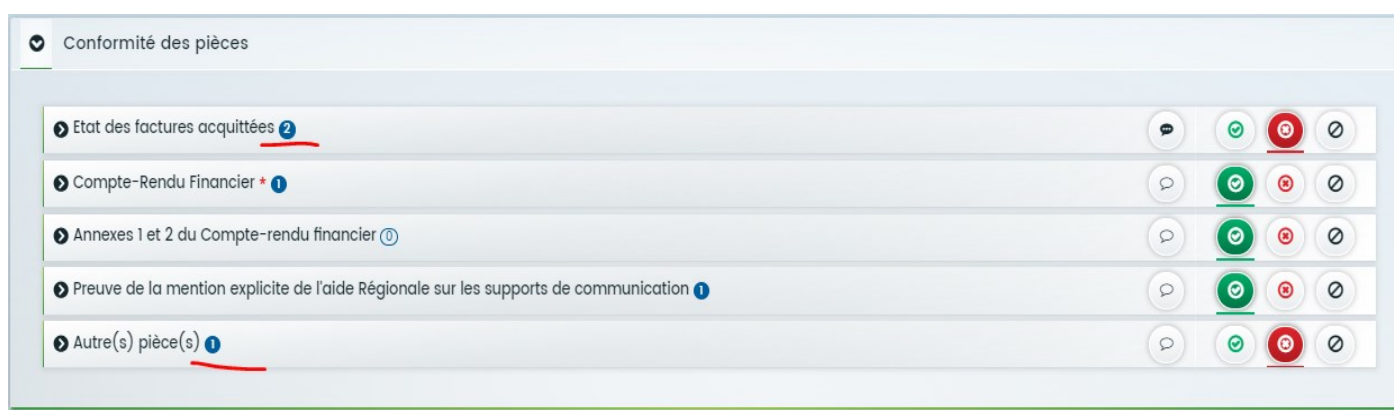 Conformité des pièces
Etat des factures acquittées 2
Compte-Rendu Financier * 1
Annexes 1 et 2 du Compte-rendu financier 0
Preuve de la mention explicite de l'aide Régionale sur les supports de communication 1
Autre(s) pièce(s) 1